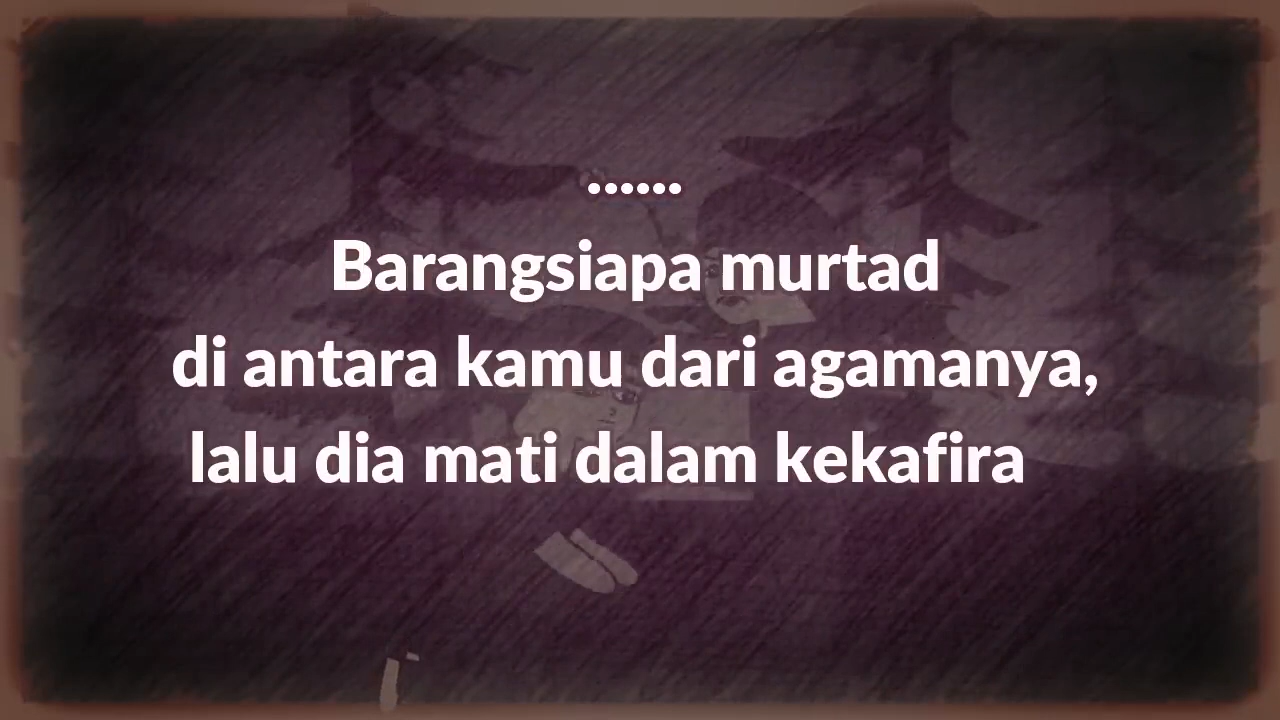 ......
Barangsiapa murtad
di antara kamu dari agamanya,
lalu dia mati dalam kekafira